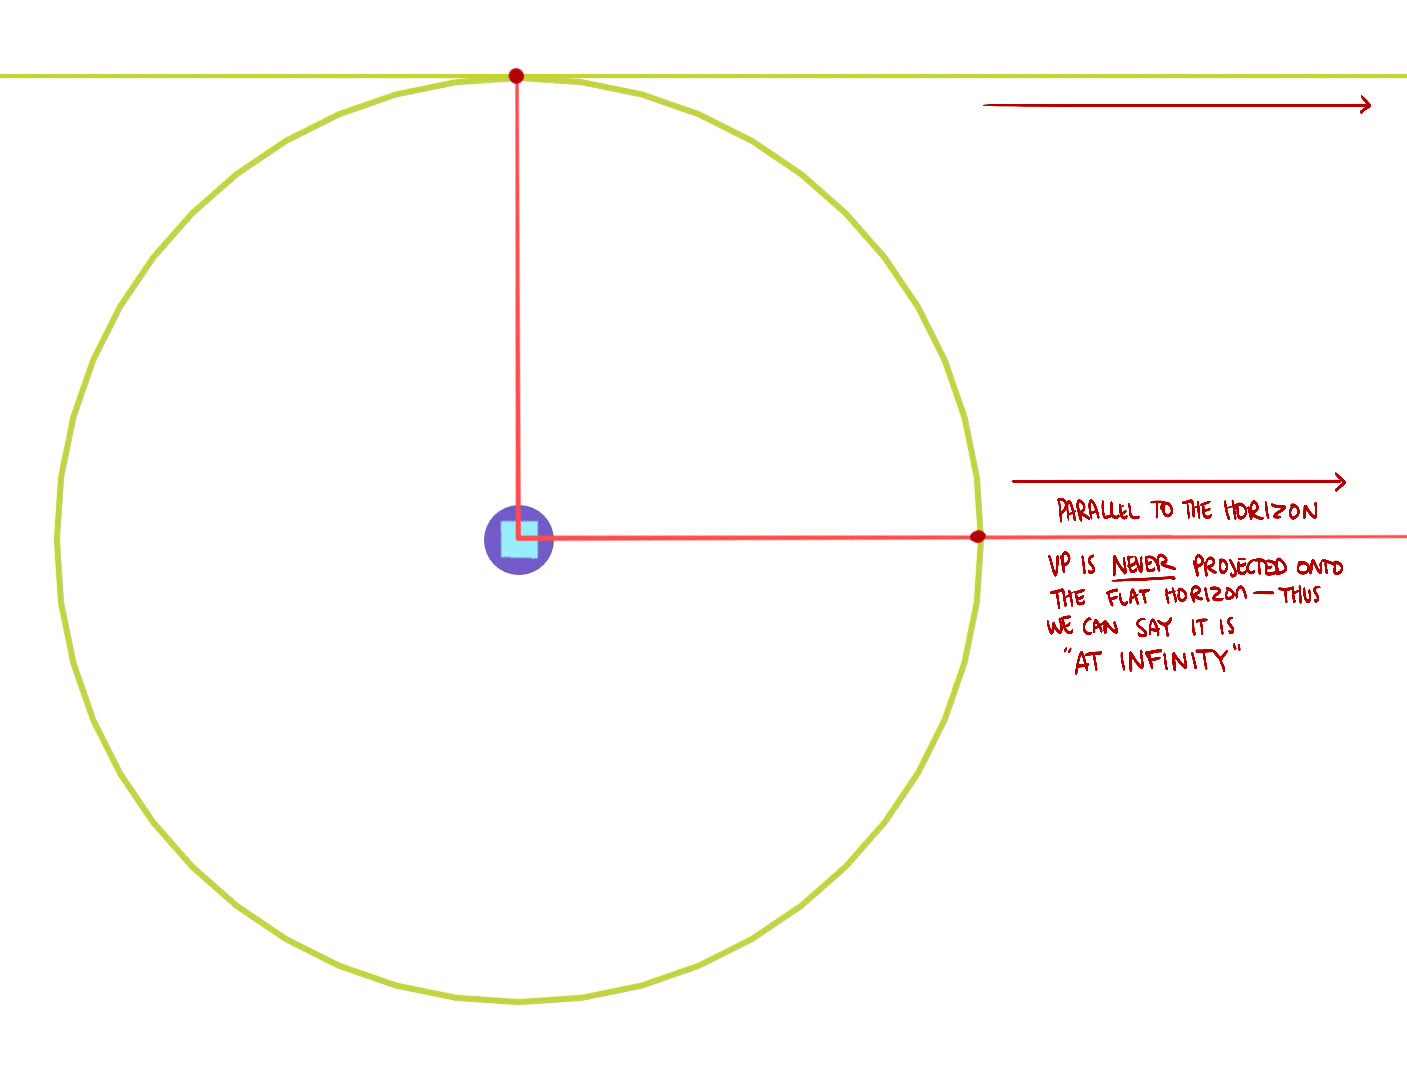 PARALLEL TO THE HORIZON
VP IS NEVER PROJECTED ONTO
THE FLAT HORIZON — THUS
WE CAN SAY IT IS
"AT INFINITY"